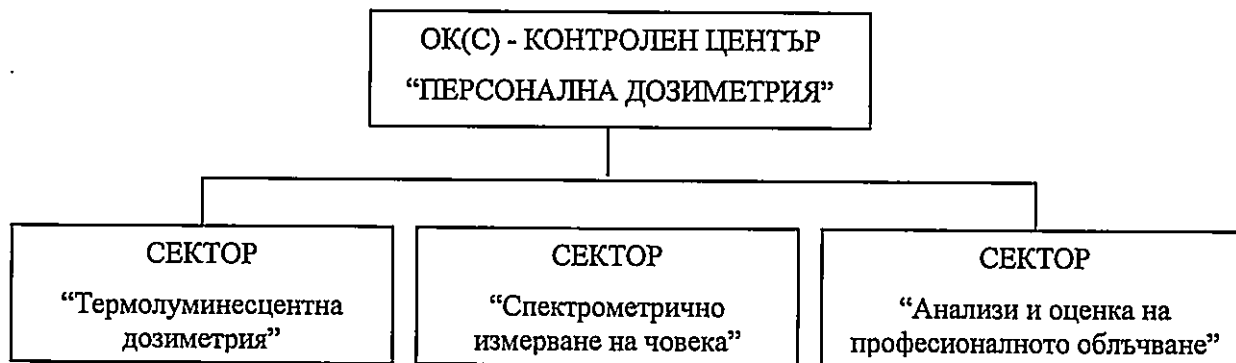 ОК(С) - КОНТРОЛЕН ЦЕНТЪР
“ПЕРСОНАЛНА ДОЗИМЕТРИЯ”
СЕКТОР
“Термолуминесцентна
дозиметрия”
СЕКТОР
“Спектрометрично
измерване на човека”
СЕКТОР
“Анализи и оценка на
професионалното облъчване”